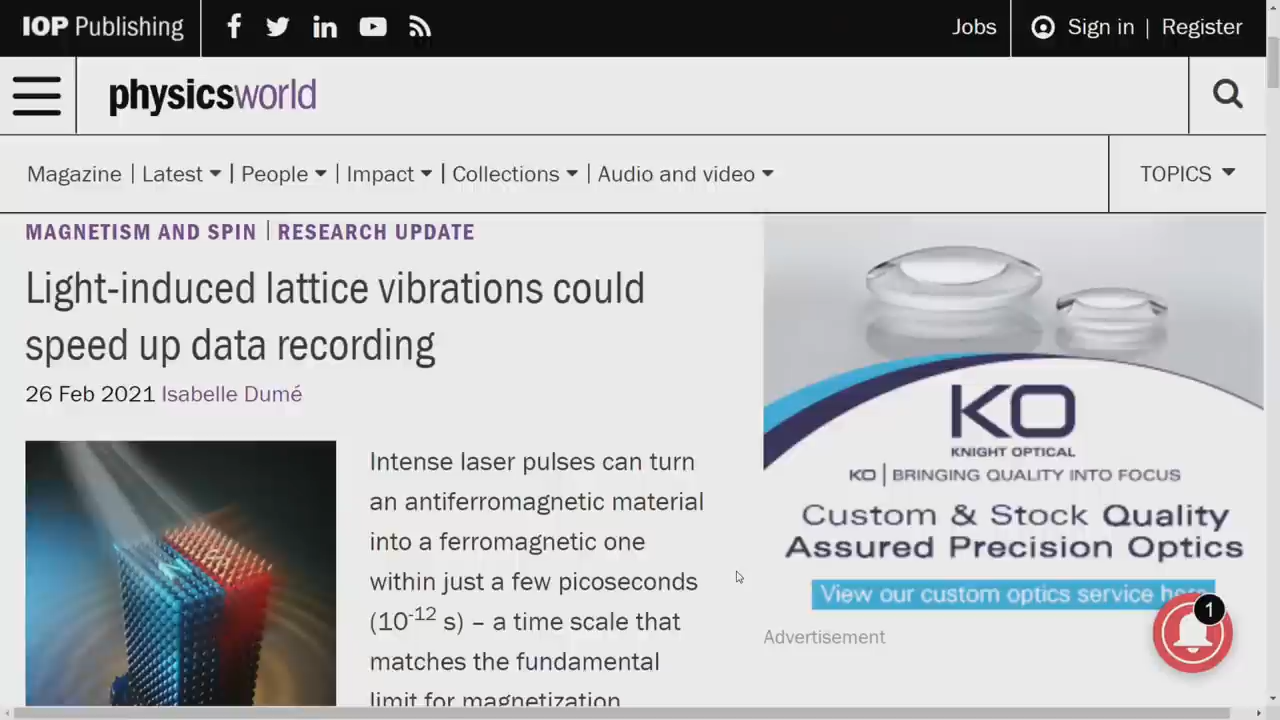 IOP Publishing
Jobs
Sign in | Register
physicsworld
Magazine | Latest | People | Impact | Collections | Audio and video
TOPICS
MAGNETISM AND SPIN | RESEARCH UPDATE
Light-induced lattice vibrations could
speed up data recording
26 Feb 2021 Isabelle Dumé
Intense laser pulses can turn
an antiferromagnetic material
into a ferromagnetic one
within just a few picoseconds
(10⁻¹² s) – a time scale that
matches the fundamental
limit for magnetization
KO
KNIGHT OPTICAL
KO | BRINGING QUALITY INTO FOCUS
Custom & Stock Quality
Assured Precision Optics
View our custom optics service here
Advertisement
1